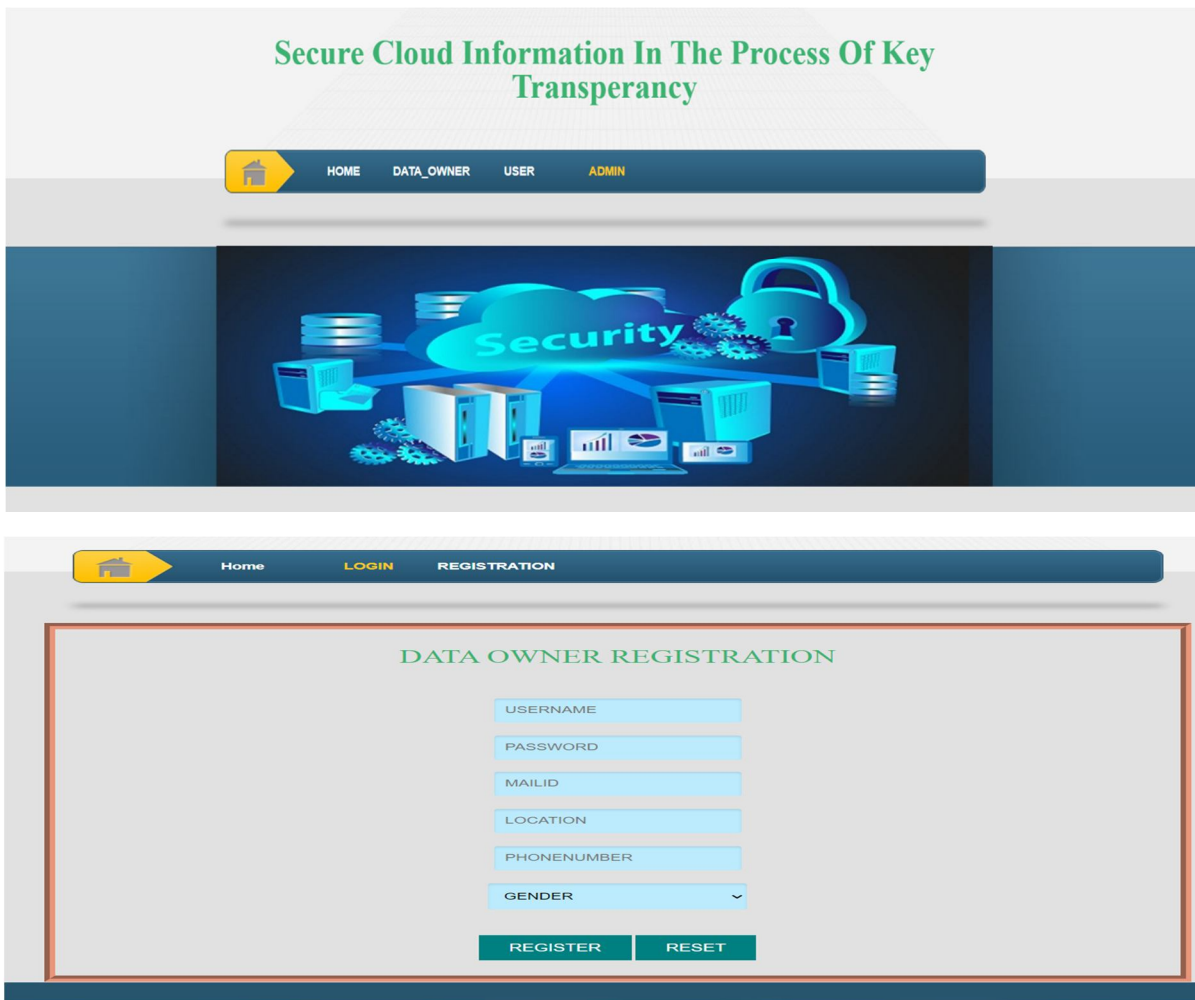 Secure Cloud Information In The Process Of Key
Transperancy
HOME DATA_OWNER USER ADMIN
Security
Home LOGIN REGISTRATION
DATA OWNER REGISTRATION
USERNAME
PASSWORD
MAILID
LOCATION
PHONENUMBER
GENDER
REGISTER RESET